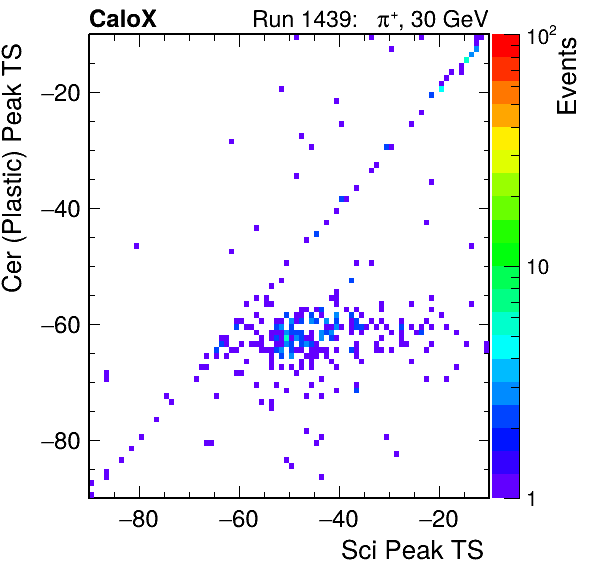 CaloX Run 1439: π⁺, 30 GeV
Cer (Plastic) Peak TS
−20
−40
−60
−80
−80 −60 −40 −20
Sci Peak TS
10²
10
1
Events